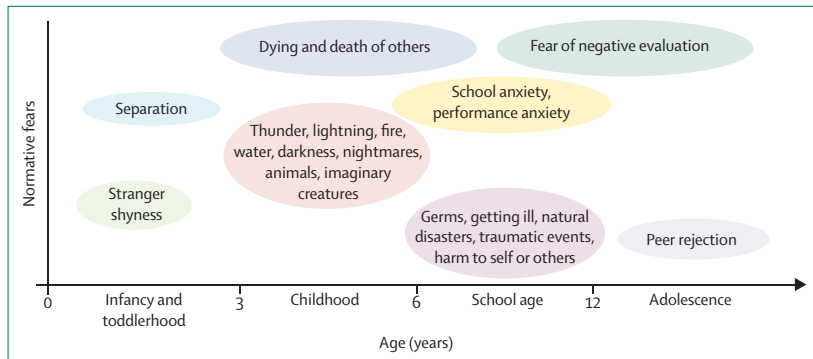 Normative fears
Dying and death of others
Fear of negative evaluation
Separation
School anxiety,
performance anxiety
Thunder, lightning, fire,
water, darkness, nightmares,
animals, imaginary
creatures
Stranger
shyness
Germs, getting ill, natural
disasters, traumatic events,
harm to self or others
Peer rejection
0
Infancy and
toddlerhood
3
Childhood
6
School age
12
Adolescence
Age (years)